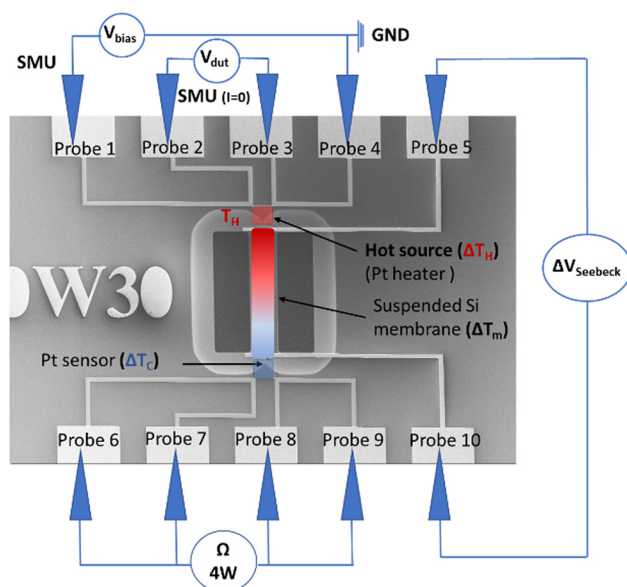 V_bias
GND
SMU
V_dut
SMU (I=0)
Probe 1
Probe 2
Probe 3
Probe 4
Probe 5
T_H
Hot source (ΔT_H)
(Pt heater )
ΔV_Seebeck
W30
Suspended Si
membrane (ΔT_m)
Pt sensor (ΔT_C)
Probe 6
Probe 7
Probe 8
Probe 9
Probe 10
Ω
4W